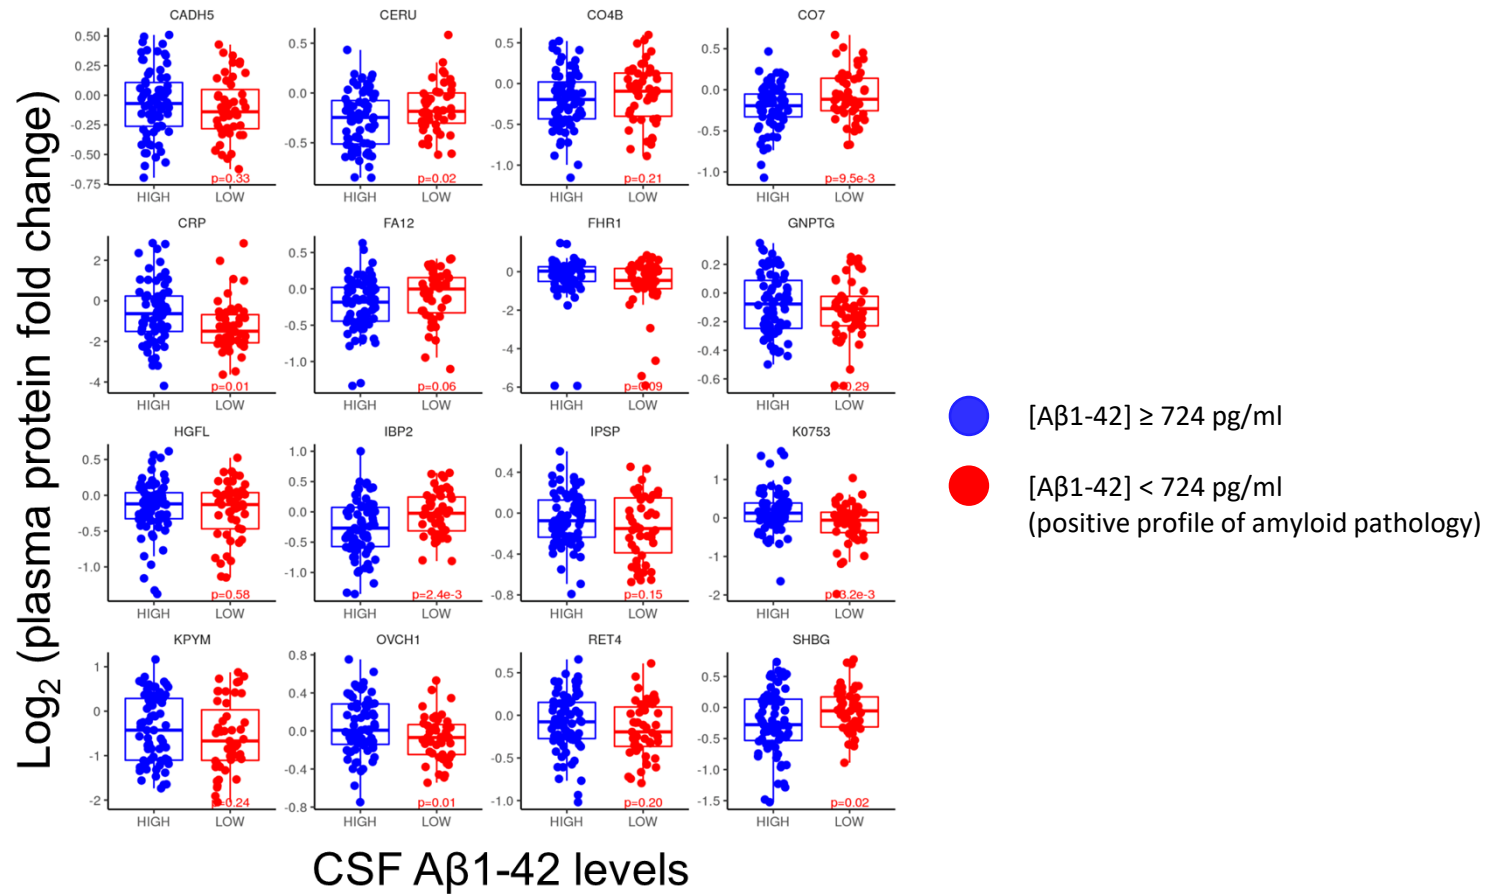 Log2 (plasma protein fold change)
CADH5
0.50
0.25
0.00
-0.25
-0.50
-0.75
p=0.33
HIGH LOW
CERU
0.5
0.0
-0.5
p=0.02
HIGH LOW
CO4B
0.5
0.0
-0.5
-1.0
p=0.21
HIGH LOW
CO7
0.5
0.0
-0.5
-1.0
p=9.5e-3
HIGH LOW
CRP
2
0
-2
-4
p=0.01
HIGH LOW
FA12
0.5
0.0
-0.5
-1.0
p=0.06
HIGH LOW
FHR1
0
-2
-4
-6
p=0.09
HIGH LOW
GNPTG
0.2
0.0
-0.2
-0.4
-0.6
p=0.29
HIGH LOW
HGFL
0.5
0.0
-0.5
-1.0
p=0.58
HIGH LOW
IBP2
1.0
0.5
0.0
-0.5
-1.0
p=2.4e-3
HIGH LOW
IPSP
0.4
0.0
-0.4
-0.8
p=0.15
HIGH LOW
K0753
1
0
-1
-2
p=3.2e-3
HIGH LOW
KPYM
1
0
-1
-2
p=0.24
HIGH LOW
OVCH1
0.8
0.4
0.0
-0.4
-0.8
p=0.01
HIGH LOW
RET4
0.5
0.0
-0.5
-1.0
p=0.20
HIGH LOW
SHBG
0.5
0.0
-0.5
-1.0
-1.5
p=0.02
HIGH LOW
CSF Aβ1-42 levels
[Aβ1-42] ≥ 724 pg/ml
[Aβ1-42] < 724 pg/ml
(positive profile of amyloid pathology)